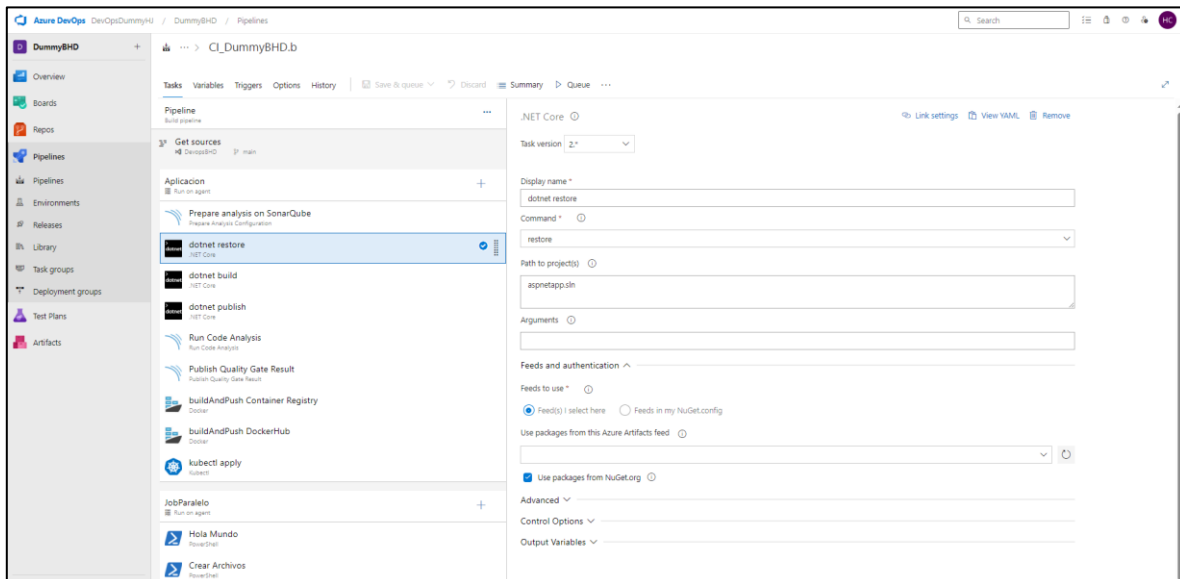 Azure DevOps DevOpsDummyHJ / DummyBHD / Pipelines
Search
HC
D DummyBHD +
Overview
Boards
Repos
Pipelines
Pipelines
Environments
Releases
Library
Task groups
Deployment groups
Test Plans
Artifacts
··· > CI_DummyBHD.b
Tasks Variables Triggers Options History Save & queue Discard Summary Queue ···
Pipeline ···
Build pipeline
Get sources
DevopsBHD main
Aplicacion +
Run on agent
Prepare analysis on SonarQube
Prepare Analysis Configuration
dotnet restore
.NET Core
dotnet build
.NET Core
dotnet publish
.NET Core
Run Code Analysis
Run Code Analysis
Publish Quality Gate Result
Publish Quality Gate Result
buildAndPush Container Registry
Docker
buildAndPush DockerHub
Docker
kubectl apply
Kubectl
JobParalelo +
Run on agent
Hola Mundo
PowerShell
Crear Archivos
PowerShell
.NET Core
Link settings View YAML Remove
Task version 2.*
Display name *
dotnet restore
Command *
restore
Path to project(s)
aspnetapp.sln
Arguments
Feeds and authentication
Feeds to use *
Feed(s) I select here Feeds in my NuGet.config
Use packages from this Azure Artifacts feed
Use packages from NuGet.org
Advanced
Control Options
Output Variables